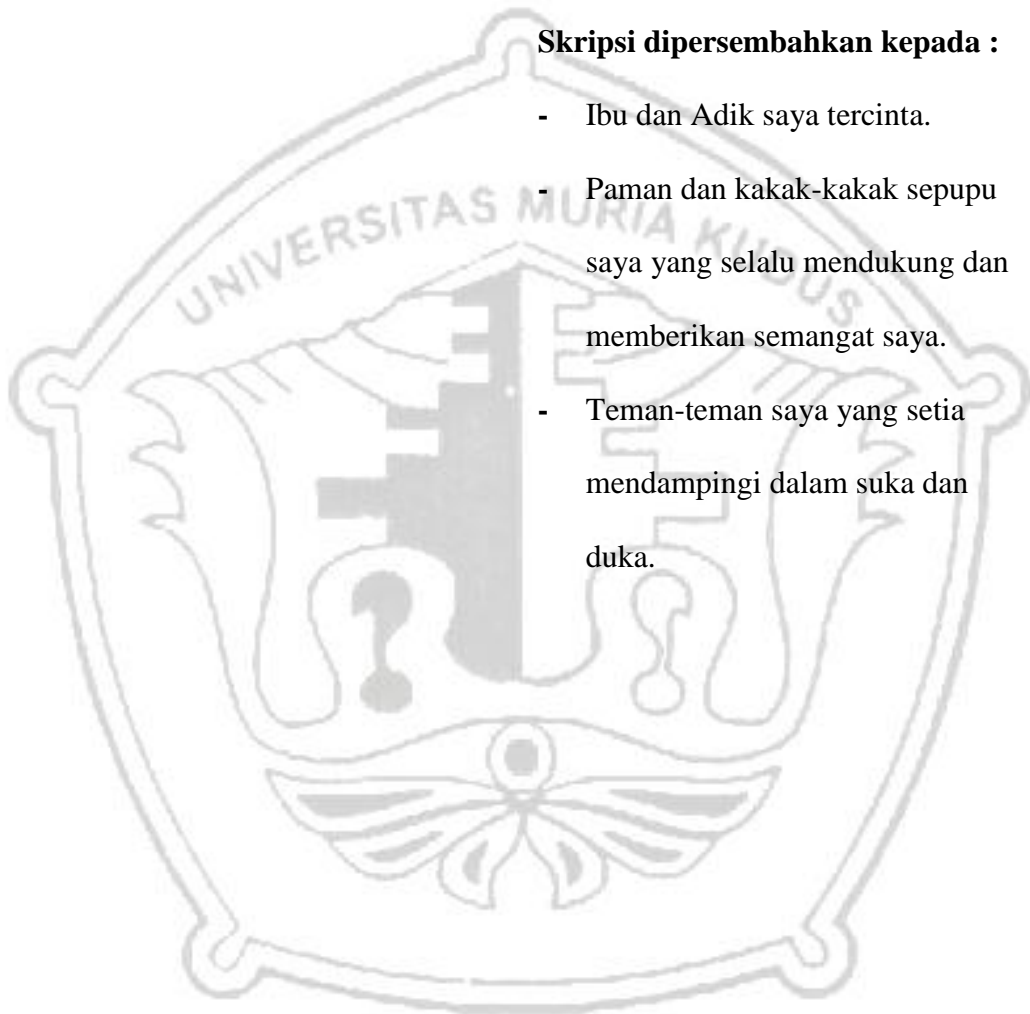 Skripsi dipersembahkan kepada :
- Ibu dan Adik saya tercinta.
- Paman dan kakak-kakak sepupu
saya yang selalu mendukung dan
memberikan semangat saya.
- Teman-teman saya yang setia
mendampingi dalam suka dan
duka.
UNIVERSITAS MURIA KUDUS